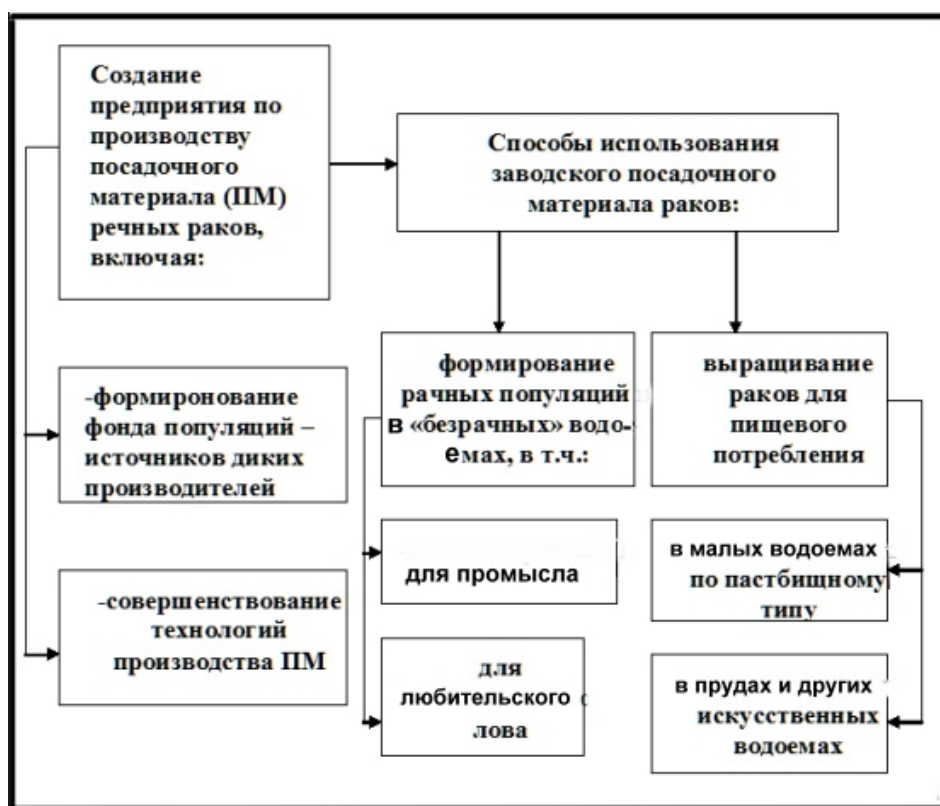 Создание
предприятия по
производству
посадочного
материала (ПМ)
речных раков,
включая:
Способы использования
заводского посадочного
материала раков:
-формиронование
фонда популяций –
источников диких
производителей
-совершенствование
технологий
производства ПМ
формирование
рачных популяций
в «безрачных» водо-
емах, в т.ч.:
для промысла
для
любительского
лова
выращивание
раков для
пищевого
потребления
в малых водоемах
по пастбищному
типу
в прудах и других
искусственных
водоемах